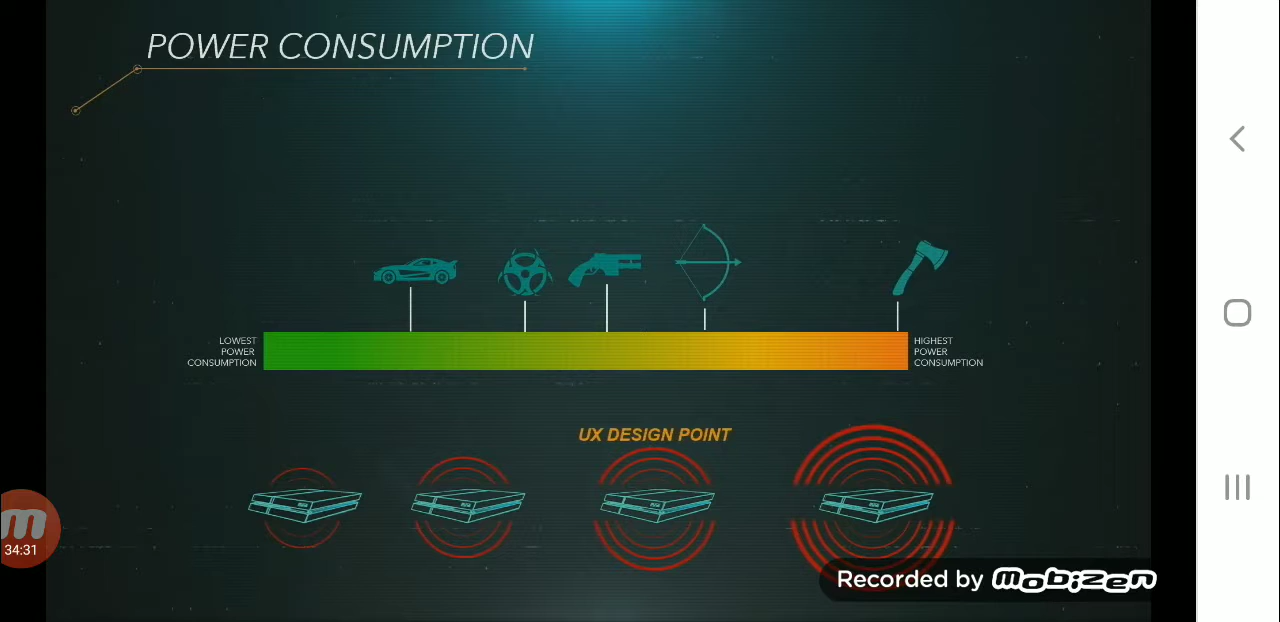 POWER CONSUMPTION
LOWEST
POWER
CONSUMPTION
HIGHEST
POWER
CONSUMPTION
UX DESIGN POINT
m
34:31
Recorded by mobizen